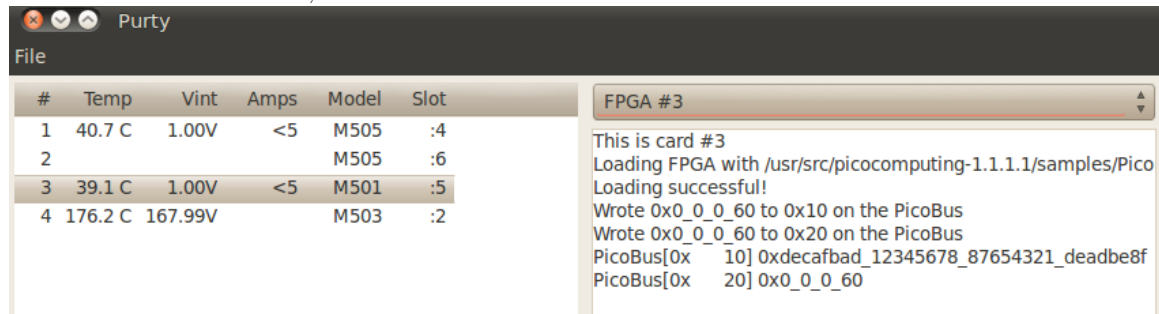 Purty
File
# Temp Vint Amps Model Slot
1 40.7 C 1.00V <5 M505 :4
2 M505 :6
3 39.1 C 1.00V <5 M501 :5
4 176.2 C 167.99V M503 :2
FPGA #3
This is card #3
Loading FPGA with /usr/src/picocomputing-1.1.1.1/samples/Pico
Loading successful!
Wrote 0x0_0_0_60 to 0x10 on the PicoBus
Wrote 0x0_0_0_60 to 0x20 on the PicoBus
PicoBus[0x 10] 0xdecafbad_12345678_87654321_deadbe8f
PicoBus[0x 20] 0x0_0_0_60